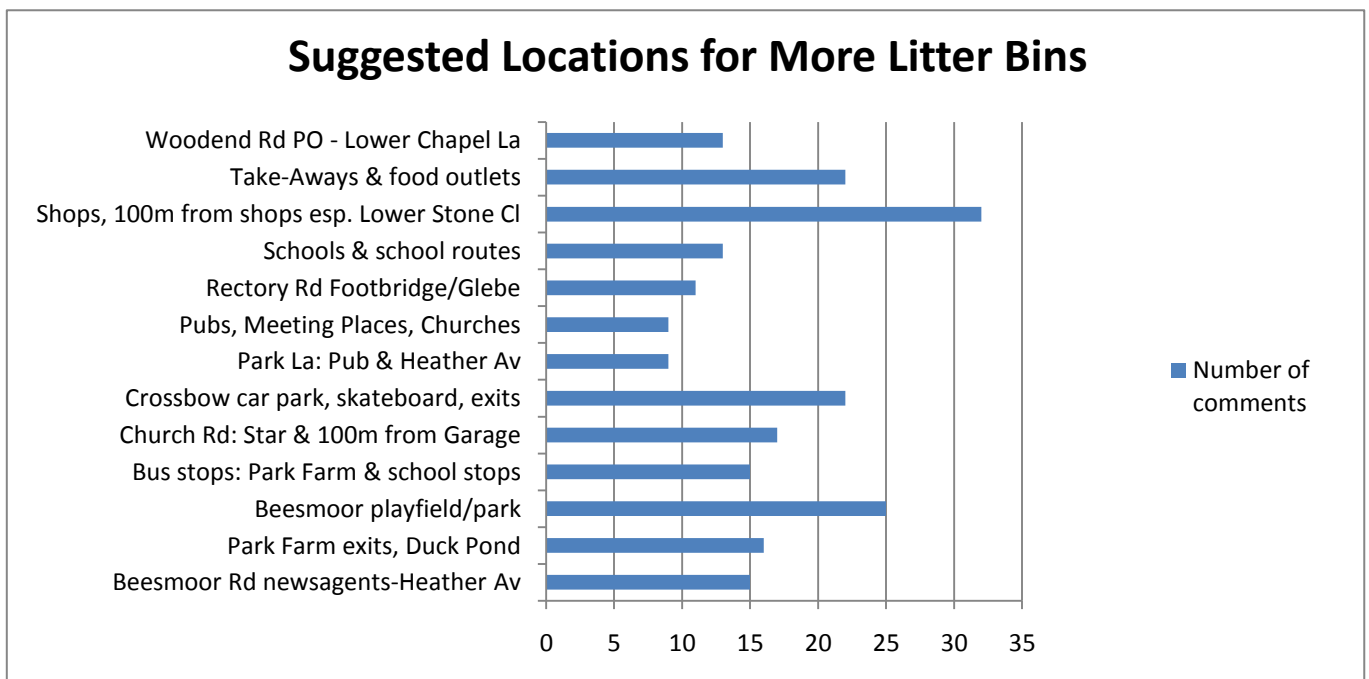 Suggested Locations for More Litter Bins
Woodend Rd PO - Lower Chapel La
Take-Aways & food outlets
Shops, 100m from shops esp. Lower Stone Cl
Schools & school routes
Rectory Rd Footbridge/Glebe
Pubs, Meeting Places, Churches
Park La: Pub & Heather Av
Crossbow car park, skateboard, exits
Church Rd: Star & 100m from Garage
Bus stops: Park Farm & school stops
Beesmoor playfield/park
Park Farm exits, Duck Pond
Beesmoor Rd newsagents-Heather Av
0 5 10 15 20 25 30 35
Number of
comments